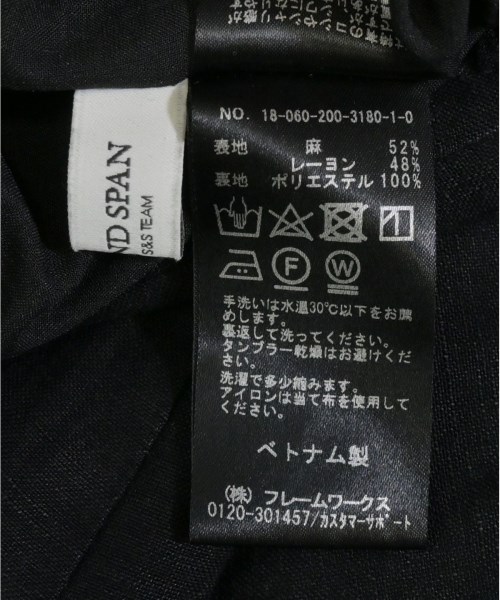 NO. 18-060-200-3180-1-0
表地 麻 52%
レーヨン 48%
裏地 ポリエステル 100%
F
W
手洗いは水温30℃以下をお薦
めします。
裏返して洗ってください。
タンブラー乾燥はお避けくだ
さい。
洗濯で多少縮みます。
アイロンは当て布を使用して
ください。
ベトナム製
(株) フレームワークス
0120-301457/カスタマーサポート
ND SPAN
S&S TEAM